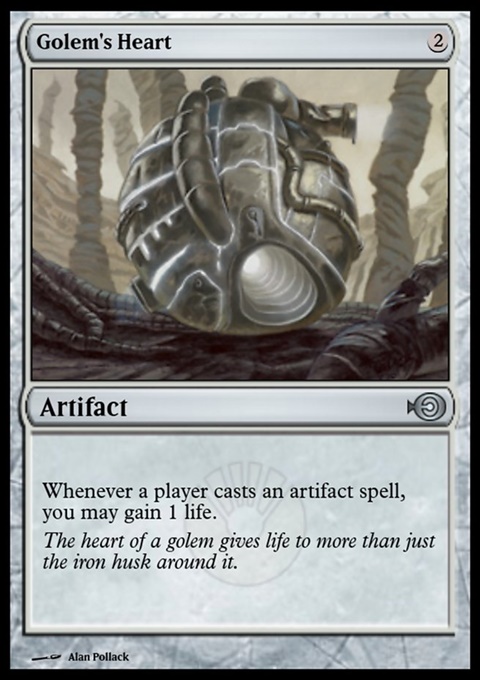 Golem's Heart 2
Artifact
Whenever a player casts an artifact spell,
you may gain 1 life.
The heart of a golem gives life to more than just
the iron husk around it.
Alan Pollack